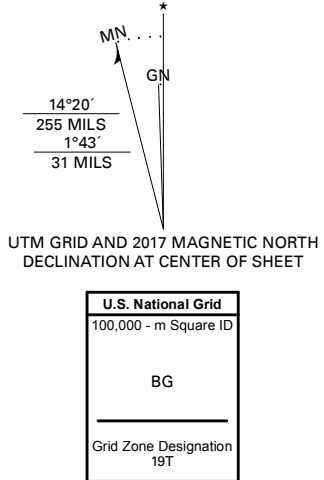 ★
MN
GN
14°20´
255 MILS
1°43´
31 MILS
UTM GRID AND 2017 MAGNETIC NORTH
DECLINATION AT CENTER OF SHEET
U.S. National Grid
100,000 - m Square ID
BG
Grid Zone Designation
19T